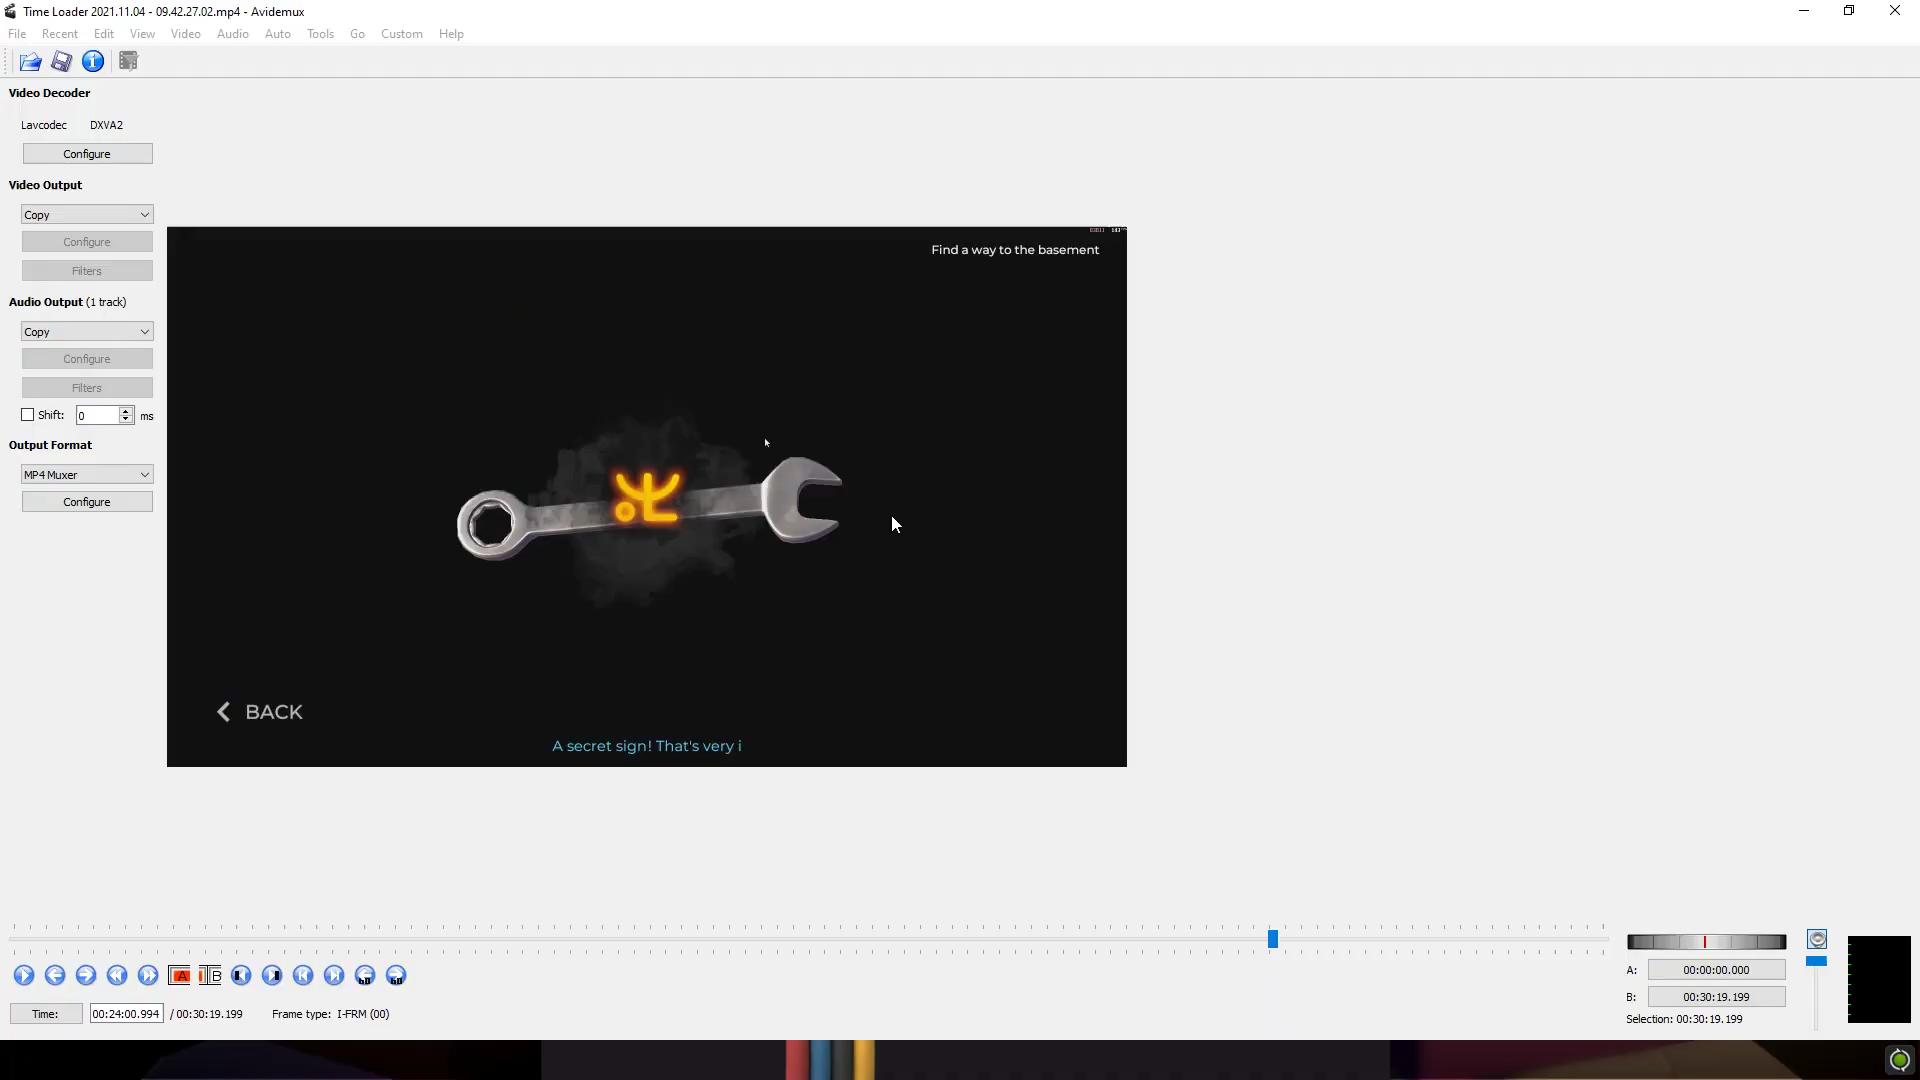 Time Loader 2021.11.04 - 09.42.27.02.mp4 - Avidemux
File Recent Edit View Video Audio Auto Tools Go Custom Help
Video Decoder
Lavcodec DXVA2
Configure
Video Output
Copy
Configure
Filters
Audio Output (1 track)
Copy
Configure
Filters
Shift: 0 ms
Output Format
MP4 Muxer
Configure
Find a way to the basement
BACK
A secret sign! That's very i
A B
60 60
A: 00:00:00.000
B: 00:30:19.199
Selection: 00:30:19.199
Time: 00:24:00.994 / 00:30:19.199 Frame type: I-FRM (00)